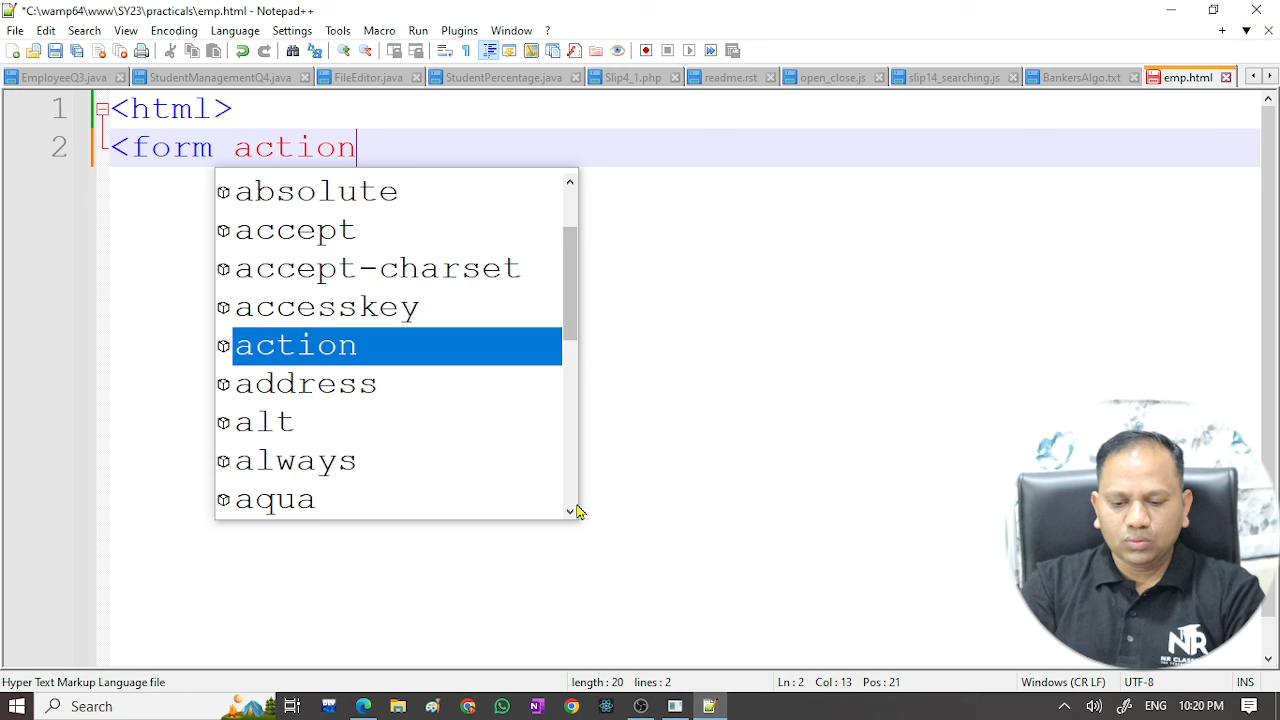 *C:\wamp64\www\SY23\practicals\emp.html - Notepad++
File Edit Search View Encoding Language Settings Tools Macro Run Plugins Window ?
EmployeeQ3.java StudentManagementQ4.java FileEditor.java StudentPercentage.java Slip4_1.php readme.rst open_close.js slip14_searching.js BankersAlgo.txt emp.html
1 <html>
2 <form action
absolute
accept
accept-charset
accesskey
action
address
alt
always
aqua
NR CLASSES
Hyper Text Markup Language file length : 20 lines : 2 Ln : 2 Col : 13 Pos : 21 Windows (CR LF) UTF-8 INS
Search ENG 10:20 PM